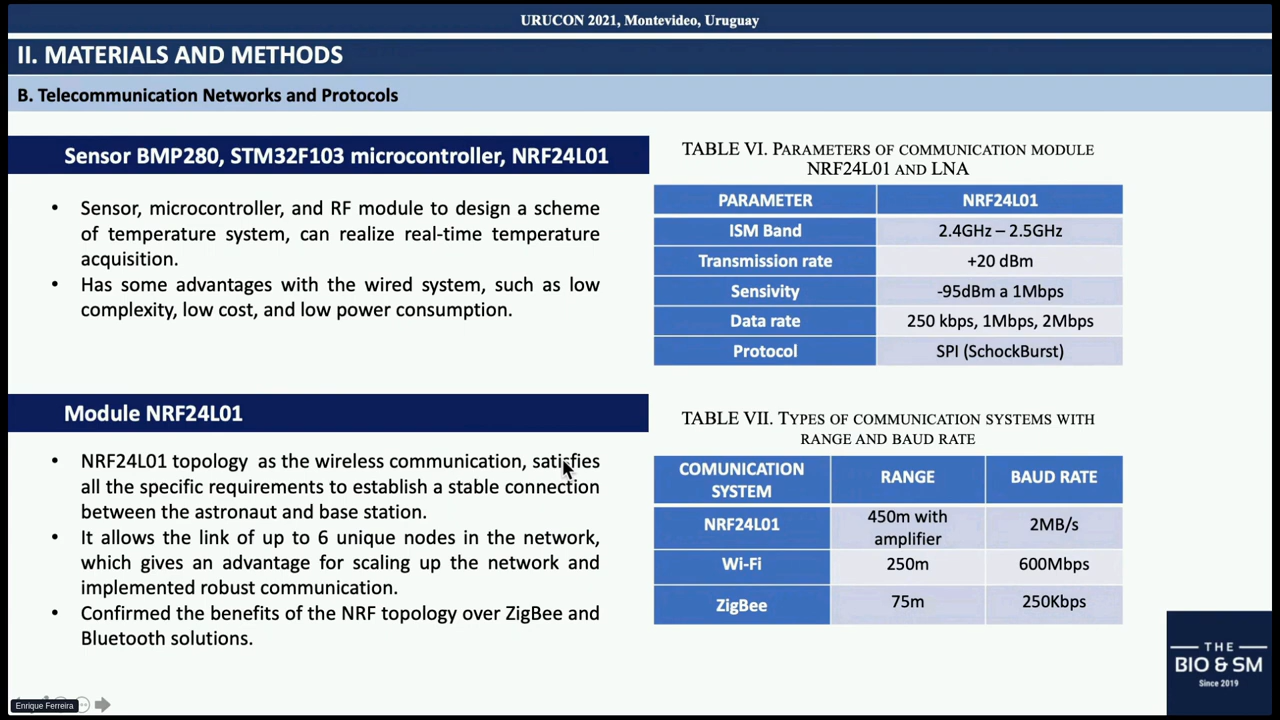 URUCON 2021, Montevideo, Uruguay
II. MATERIALS AND METHODS
B. Telecommunication Networks and Protocols
Sensor BMP280, STM32F103 microcontroller, NRF24L01
• Sensor, microcontroller, and RF module to design a scheme
of temperature system, can realize real-time temperature
acquisition.
• Has some advantages with the wired system, such as low
complexity, low cost, and low power consumption.
Module NRF24L01
• NRF24L01 topology as the wireless communication, satisfies
all the specific requirements to establish a stable connection
between the astronaut and base station.
• It allows the link of up to 6 unique nodes in the network,
which gives an advantage for scaling up the network and
implemented robust communication.
• Confirmed the benefits of the NRF topology over ZigBee and
Bluetooth solutions.
TABLE VI. PARAMETERS OF COMMUNICATION MODULE
NRF24L01 AND LNA
PARAMETER NRF24L01
ISM Band 2.4GHz – 2.5GHz
Transmission rate +20 dBm
Sensivity -95dBm a 1Mbps
Data rate 250 kbps, 1Mbps, 2Mbps
Protocol SPI (SchockBurst)
TABLE VII. TYPES OF COMMUNICATION SYSTEMS WITH
RANGE AND BAUD RATE
COMUNICATION
SYSTEM RANGE BAUD RATE
NRF24L01 450m with
amplifier 2MB/s
Wi-Fi 250m 600Mbps
ZigBee 75m 250Kbps
THE
BIO & SM
Since 2019
Enrique Ferreira